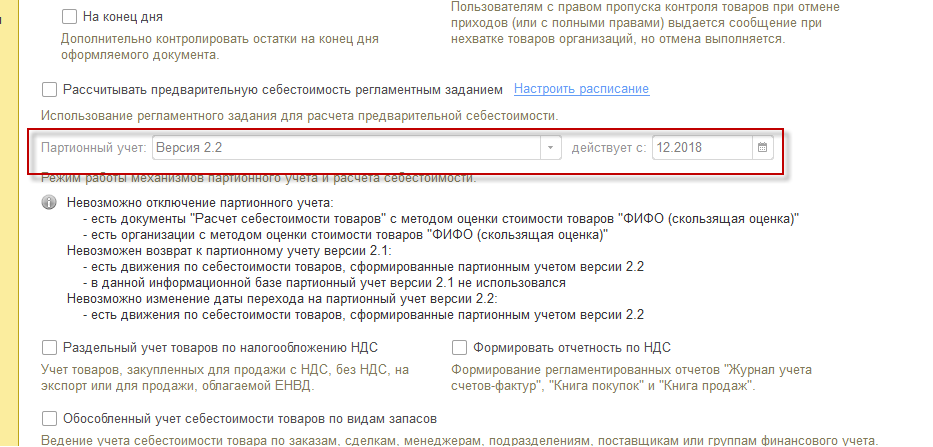 На конец дня
Дополнительно контролировать остатки на конец дня
оформляемого документа.
Пользователям с правом пропуска контроля товаров при отмене
приходов (или с полными правами) выдается сообщение при
нехватке товаров организаций, но отмена выполняется.
Рассчитывать предварительную себестоимость регламентным заданием Настроить расписание
Использование регламентного задания для расчета предварительной себестоимости.
Партионный учет: Версия 2.2 действует с: 12.2018
Режим работы механизмов партионного учета и расчета себестоимости.
Невозможно отключение партионного учета:
- есть документы "Расчет себестоимости товаров" с методом оценки стоимости товаров "ФИФО (скользящая оценка)"
- есть организации с методом оценки стоимости товаров "ФИФО (скользящая оценка)"
Невозможен возврат к партионному учету версии 2.1:
- есть движения по себестоимости товаров, сформированные партионным учетом версии 2.2
- в данной информационной базе партионный учет версии 2.1 не использовался
Невозможно изменение даты перехода на партионный учет версии 2.2:
- есть движения по себестоимости товаров, сформированные партионным учетом версии 2.2
Раздельный учет товаров по налогообложению НДС
Учет товаров, закупленных для продажи с НДС, без НДС, на
экспорт или для продажи, облагаемой ЕНВД.
Формировать отчетность по НДС
Формирование регламентированных отчетов "Журнал учета
счетов-фактур", "Книга покупок" и "Книга продаж".
Обособленный учет себестоимости товаров по видам запасов
Ведение учета себестоимости товара по заказам, сделкам, менеджерам, подразделениям, поставщикам или группам финансового учета.